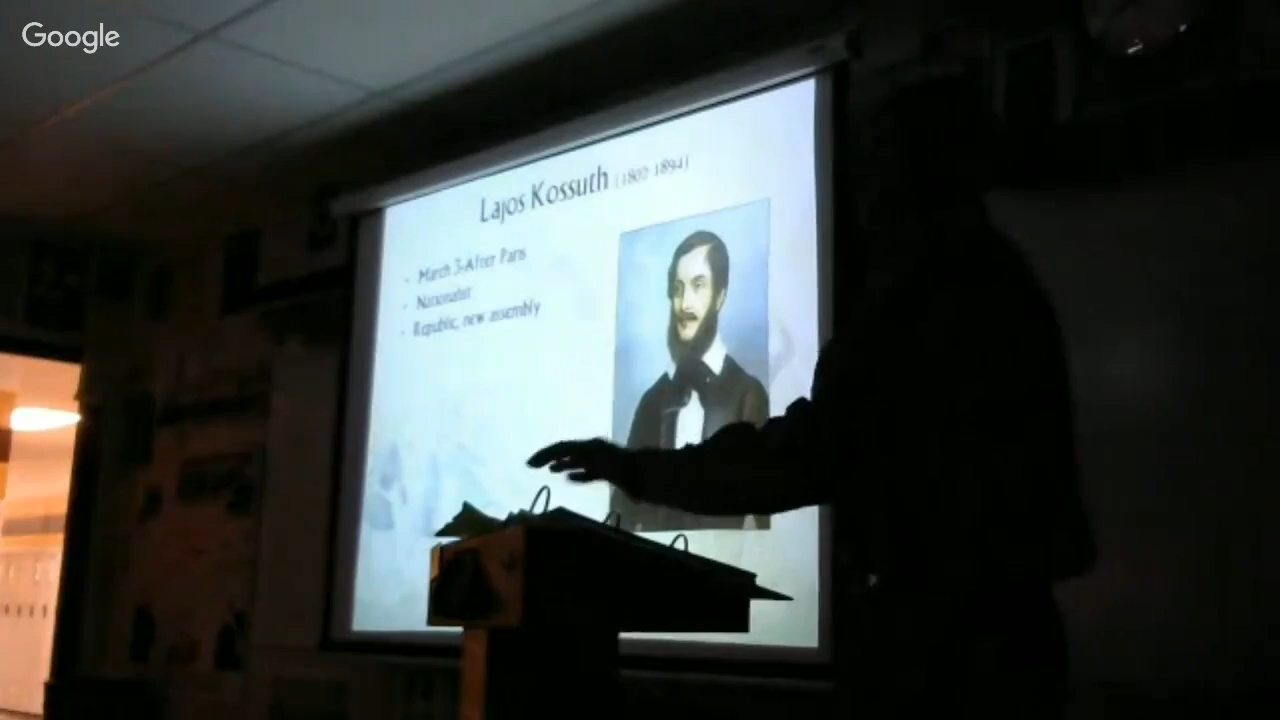 Google
Lajos Kossuth (1802-1894)
- March 3-After Paris
- Nationalist
- Republic, new assembly